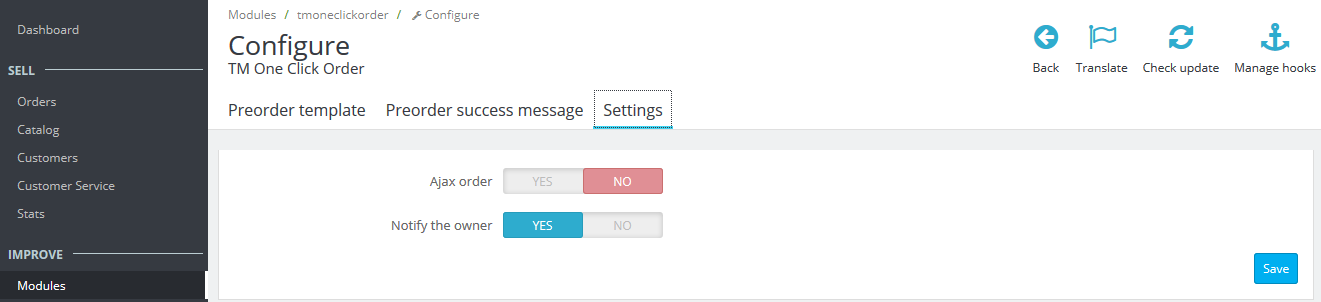 Dashboard
SELL
Orders
Catalog
Customers
Customer Service
Stats
IMPROVE
Modules
Modules / tmoneclickorder / Configure
Configure
TM One Click Order
Back Translate Check update Manage hooks
Preorder template Preorder success message Settings
Ajax order YES NO
Notify the owner YES NO
Save